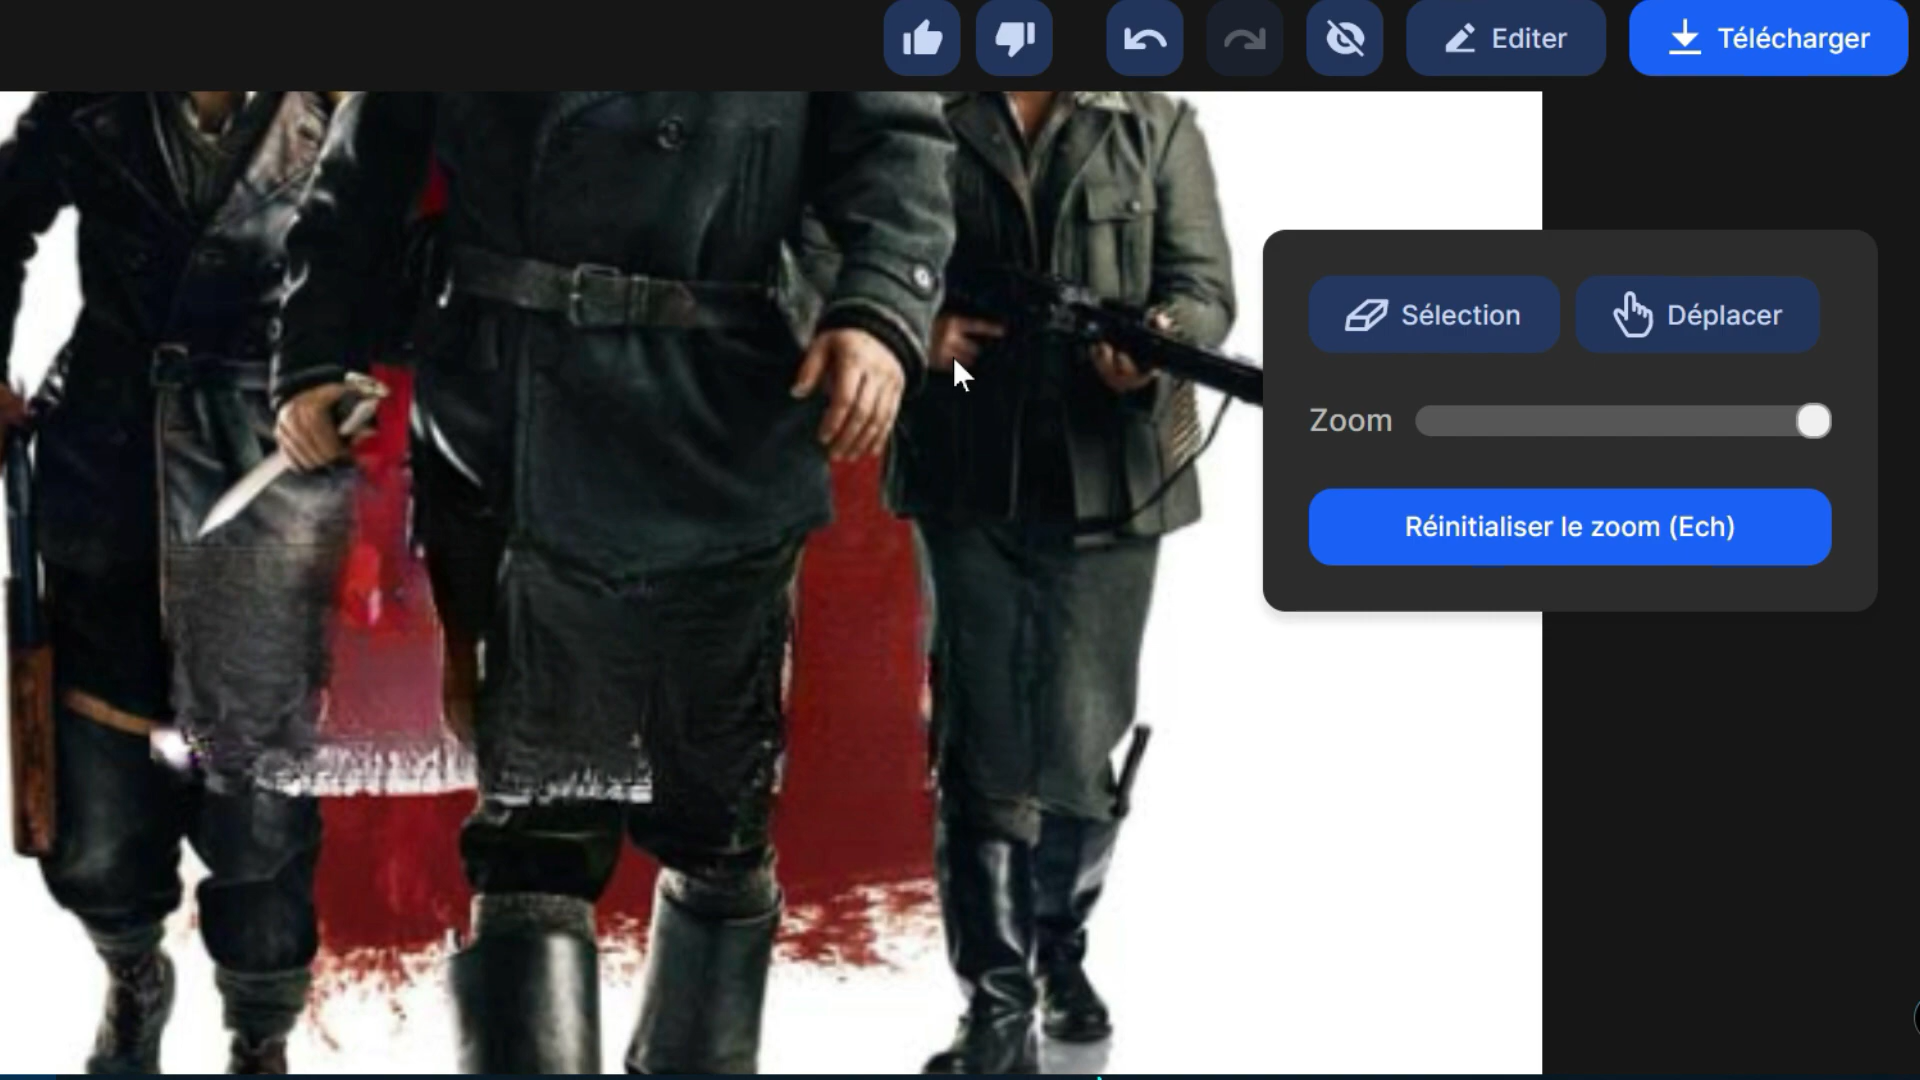 Editer
Télécharger
Sélection
Déplacer
Zoom
Réinitialiser le zoom (Ech)